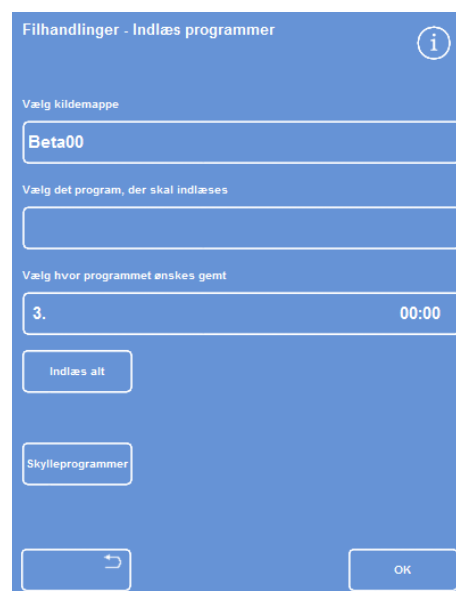 Filhandlinger - Indlæs programmer
i
Vælg kildemappe
Beta00
Vælg det program, der skal indlæses
Vælg hvor programmet ønskes gemt
3. 00:00
Indlæs alt
Skylleprogrammer
OK